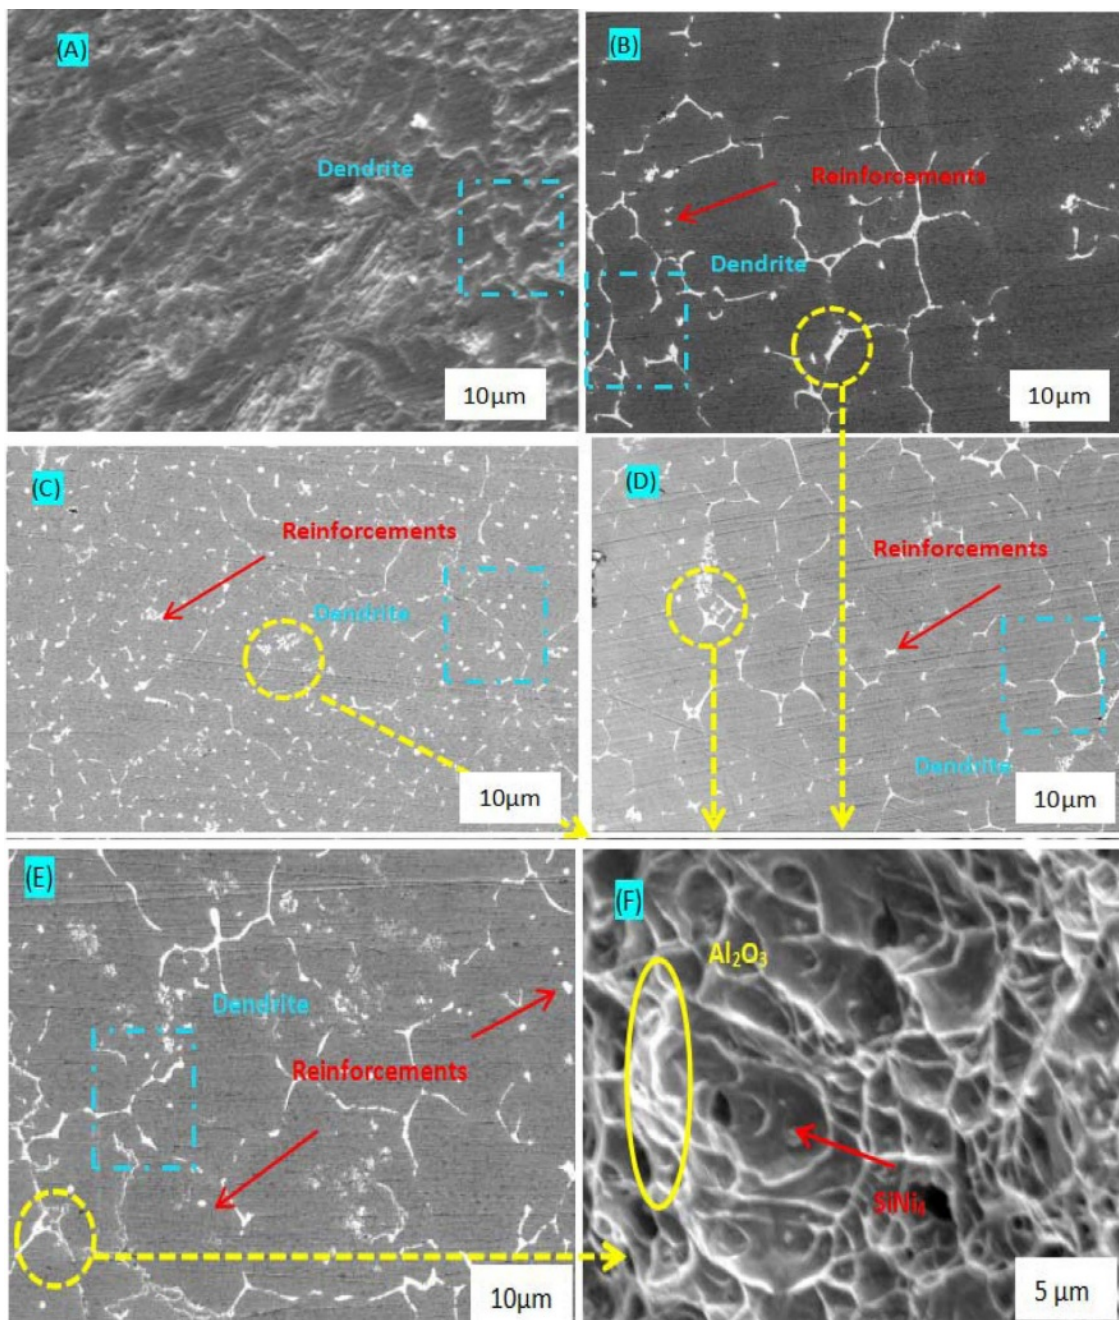 (A)
Dendrite
10μm
(B)
Reinforcements
Dendrite
10μm
(C)
Reinforcements
Dendrite
10μm
(D)
Reinforcements
Dendrite
10μm
(E)
Dendrite
Reinforcements
10μm
(F)
Al₂O₃
SiNi₄
5 μm